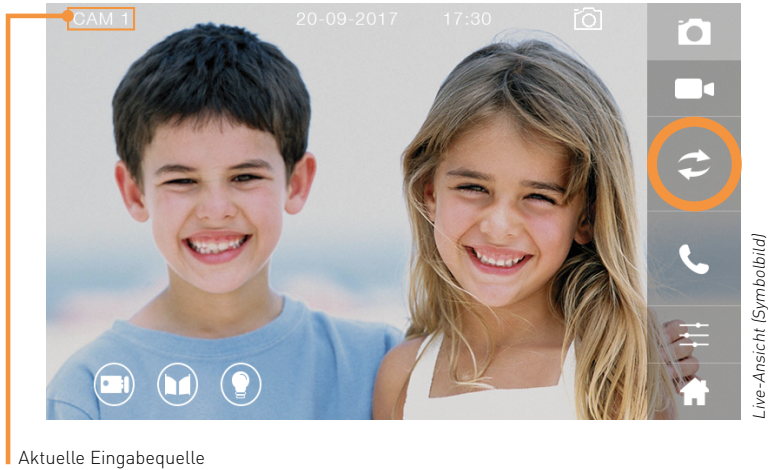 CAM 1 20-09-2017 17:30
Live-Ansicht (Symbolbild)
Aktuelle Eingabequelle